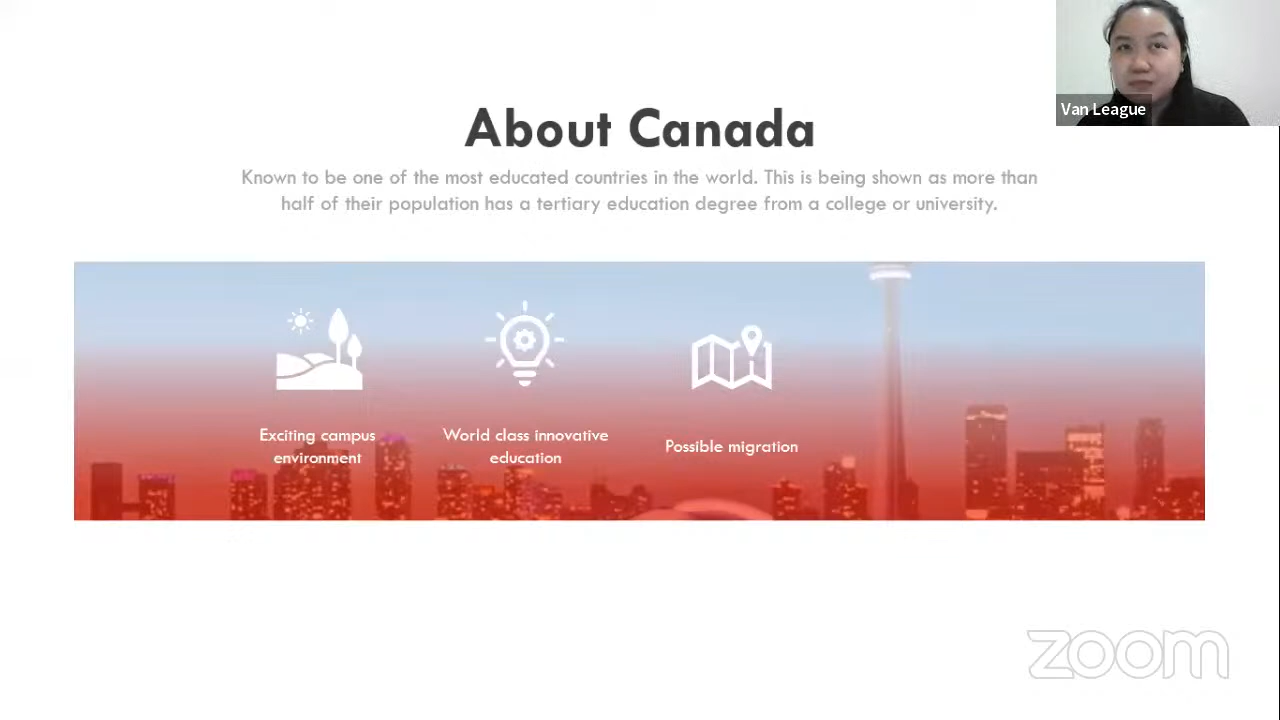 Van League
About Canada
Known to be one of the most educated countries in the world. This is being shown as more than
half of their population has a tertiary education degree from a college or university.
Exciting campus
environment
World class innovative
education
Possible migration
zoom